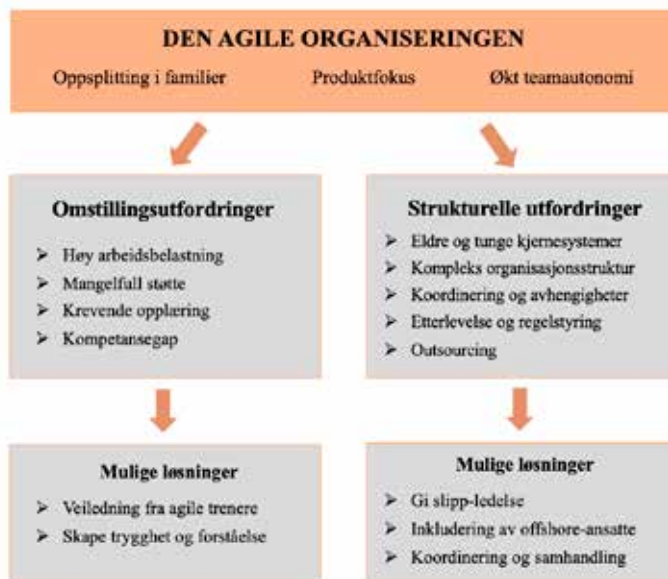 DEN AGILE ORGANISERINGEN
Oppsplitting i familier Produktfokus Økt teamautonomi
Omstillingsutfordringer
➤ Høy arbeidsbelastning
➤ Mangelfull støtte
➤ Krevende opplæring
➤ Kompetansegap
Strukturelle utfordringer
➤ Eldre og tunge kjernesystemer
➤ Kompleks organisasjonsstruktur
➤ Koordinering og avhengigheter
➤ Etterlevelse og regelstyring
➤ Outsourcing
Mulige løsninger
➤ Veiledning fra agile trenere
➤ Skape trygghet og forståelse
Mulige løsninger
➤ Gi slipp-ledelse
➤ Inkludering av offshore-ansatte
➤ Koordinering og samhandling